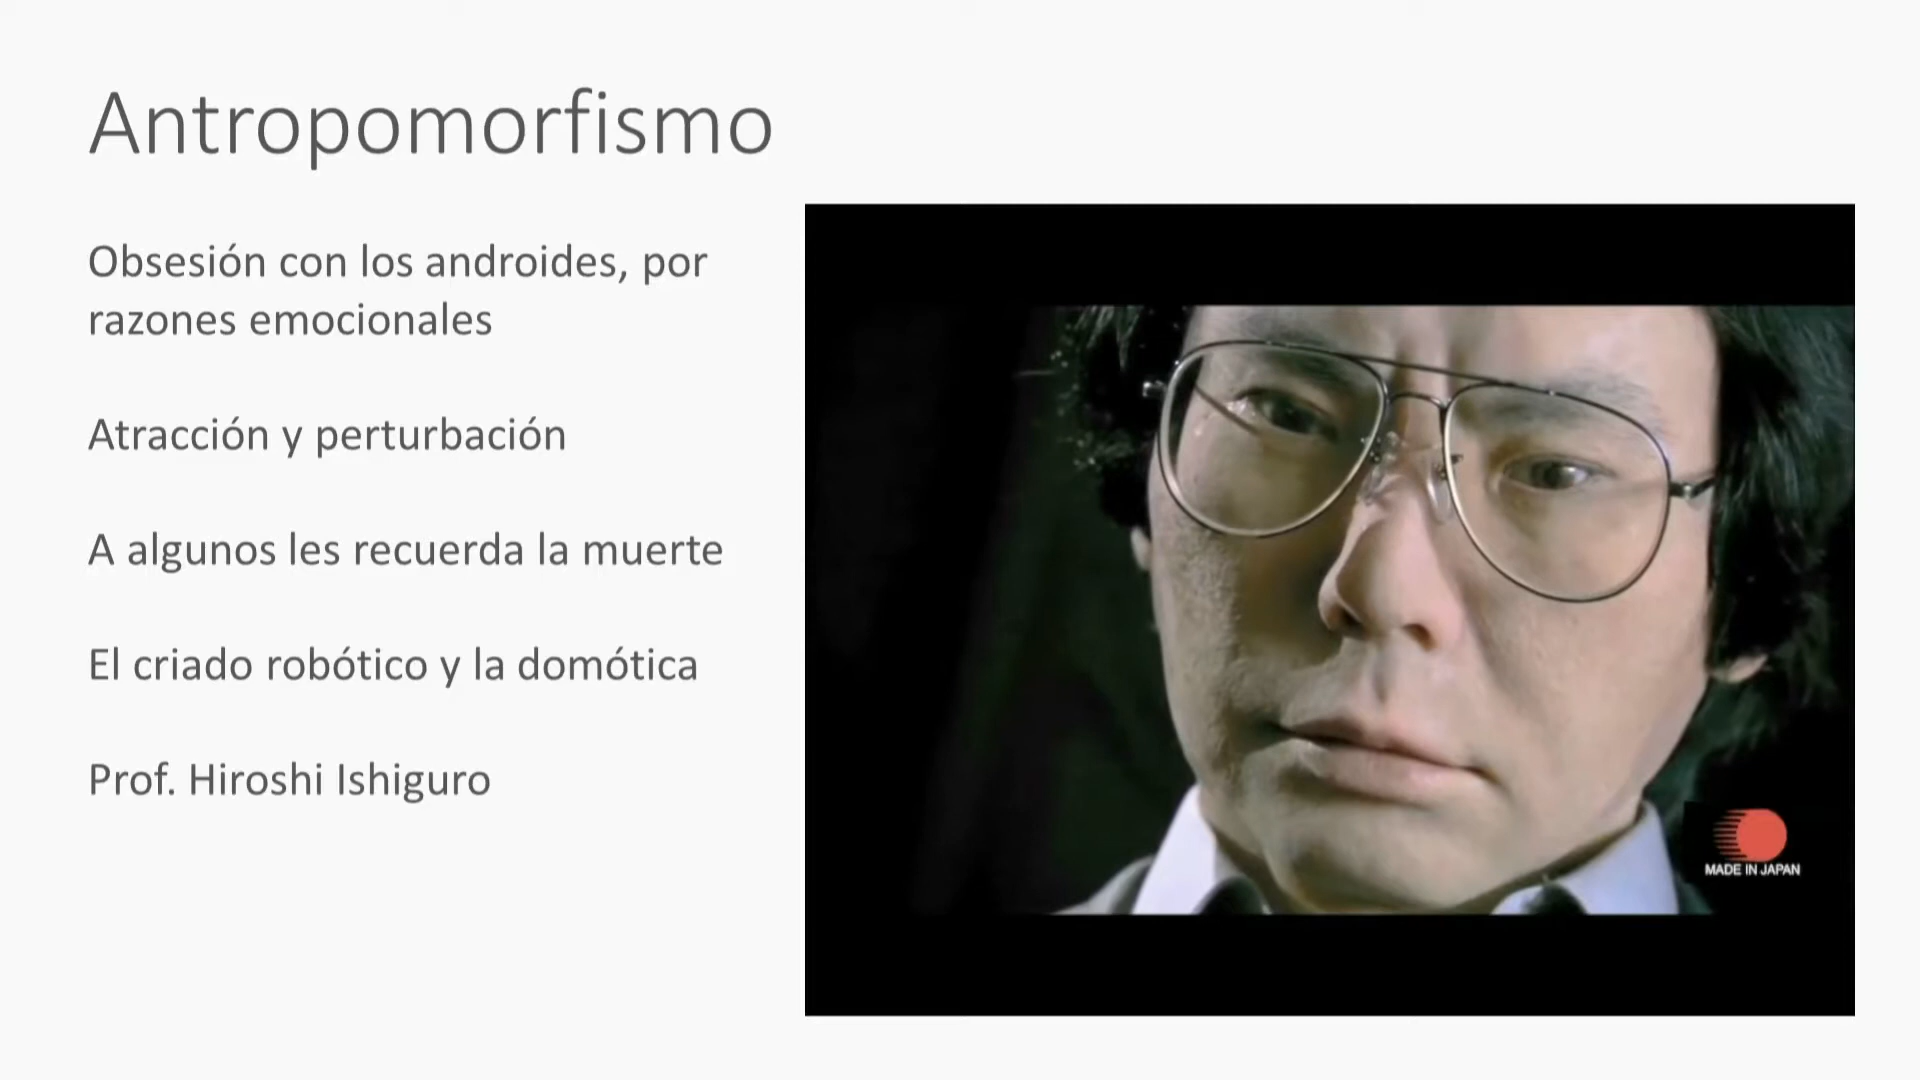 Antropomorfismo
Obsesión con los androides, por
razones emocionales
Atracción y perturbación
A algunos les recuerda la muerte
El criado robótico y la domótica
Prof. Hiroshi Ishiguro
MADE IN JAPAN